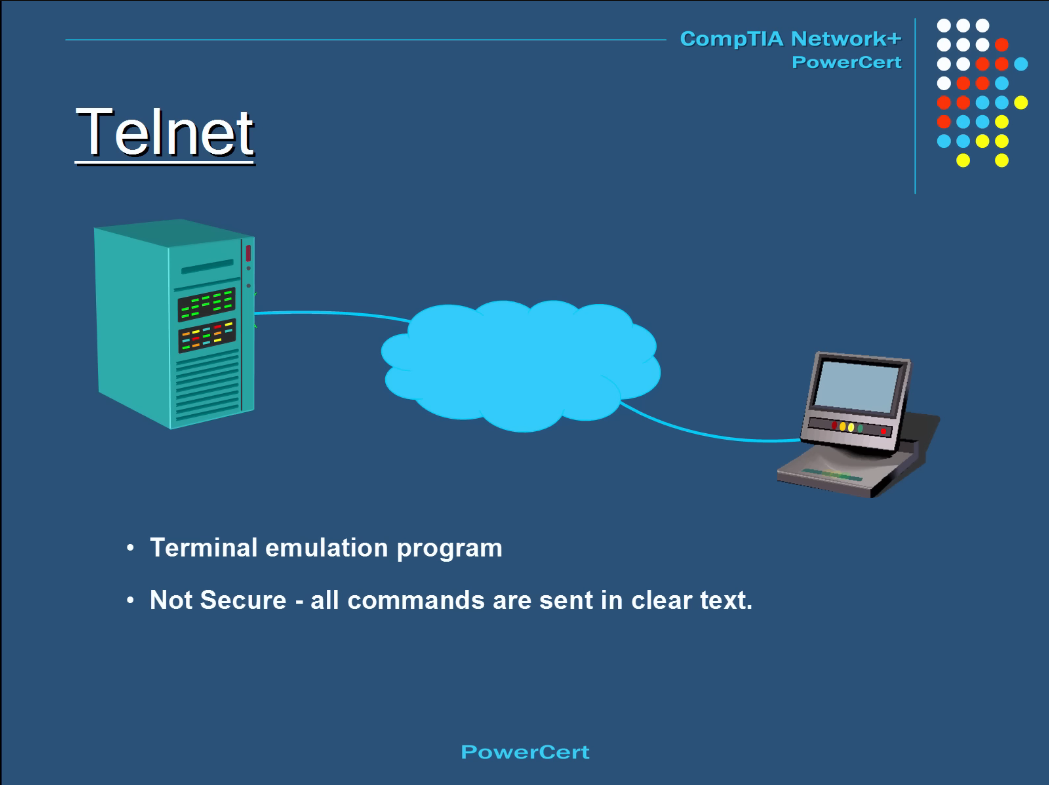 CompTIA Network+
PowerCert
Telnet
• Terminal emulation program
• Not Secure - all commands are sent in clear text.
PowerCert